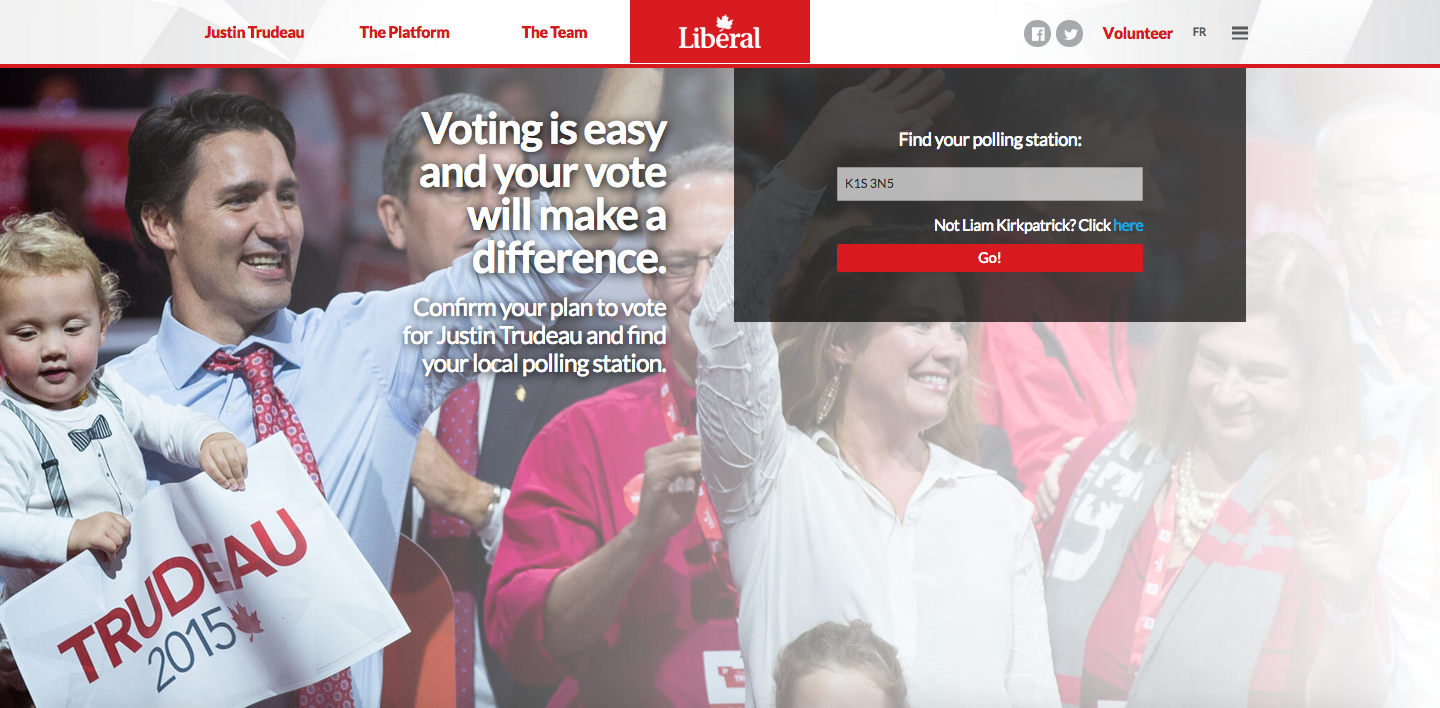 Justin Trudeau
The Platform
The Team
Liberal
Volunteer
FR
Voting is easy
and your vote
will make a
difference.
Confirm your plan to vote
for Justin Trudeau and find
your local polling station.
Find your polling station:
K1S 3N5
Not Liam Kirkpatrick? Click here
Go!
TRUDEAU
2015